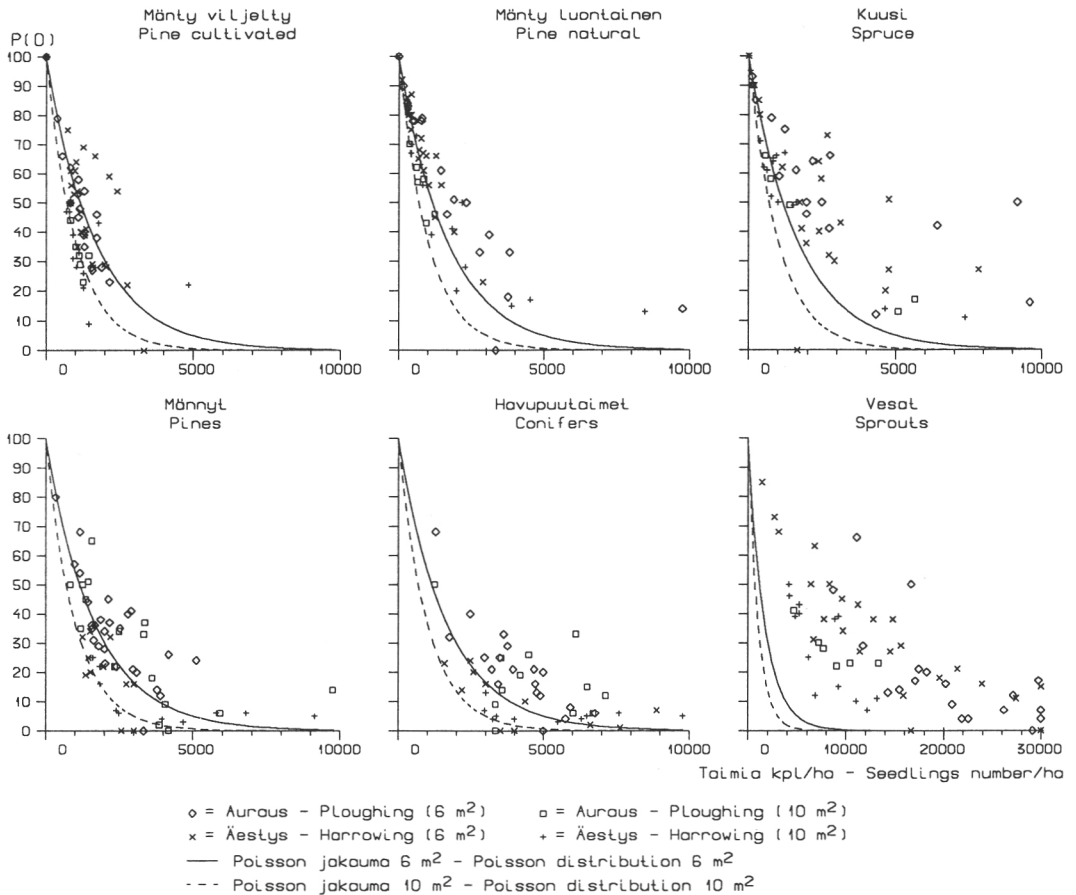 Mänty viljelty Mänty luontainen Kuusi
Pine cultivated Pine natural Spruce
P(0)
100
90
80
70
60
50
40
30
20
10
0
0 5000 10000 0 5000 10000 0 5000 10000
Männyt Havupuutaimet Vesat
Pines Conifers Sprouts
100
90
80
70
60
50
40
30
20
10
0
0 5000 10000 0 5000 10000 0 10000 20000 30000
Taimia kpl/ha - Seedlings number/ha
◇ = Auraus - Ploughing (6 m²) □ = Auraus - Ploughing (10 m²)
× = Äestys - Harrowing (6 m²) + = Äestys - Harrowing (10 m²)
Poisson jakauma 6 m² - Poisson distribution 6 m²
Poisson jakauma 10 m² - Poisson distribution 10 m²